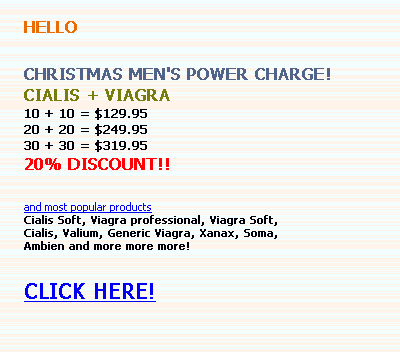 HELLO
CHRISTMAS MEN'S POWER CHARGE!
CIALIS + VIAGRA
10 + 10 = $129.95
20 + 20 = $249.95
30 + 30 = $319.95
20% DISCOUNT!!
and most popular products
Cialis Soft, Viagra professional, Viagra Soft,
Cialis, Valium, Generic Viagra, Xanax, Soma,
Ambien and more more more!
CLICK HERE!